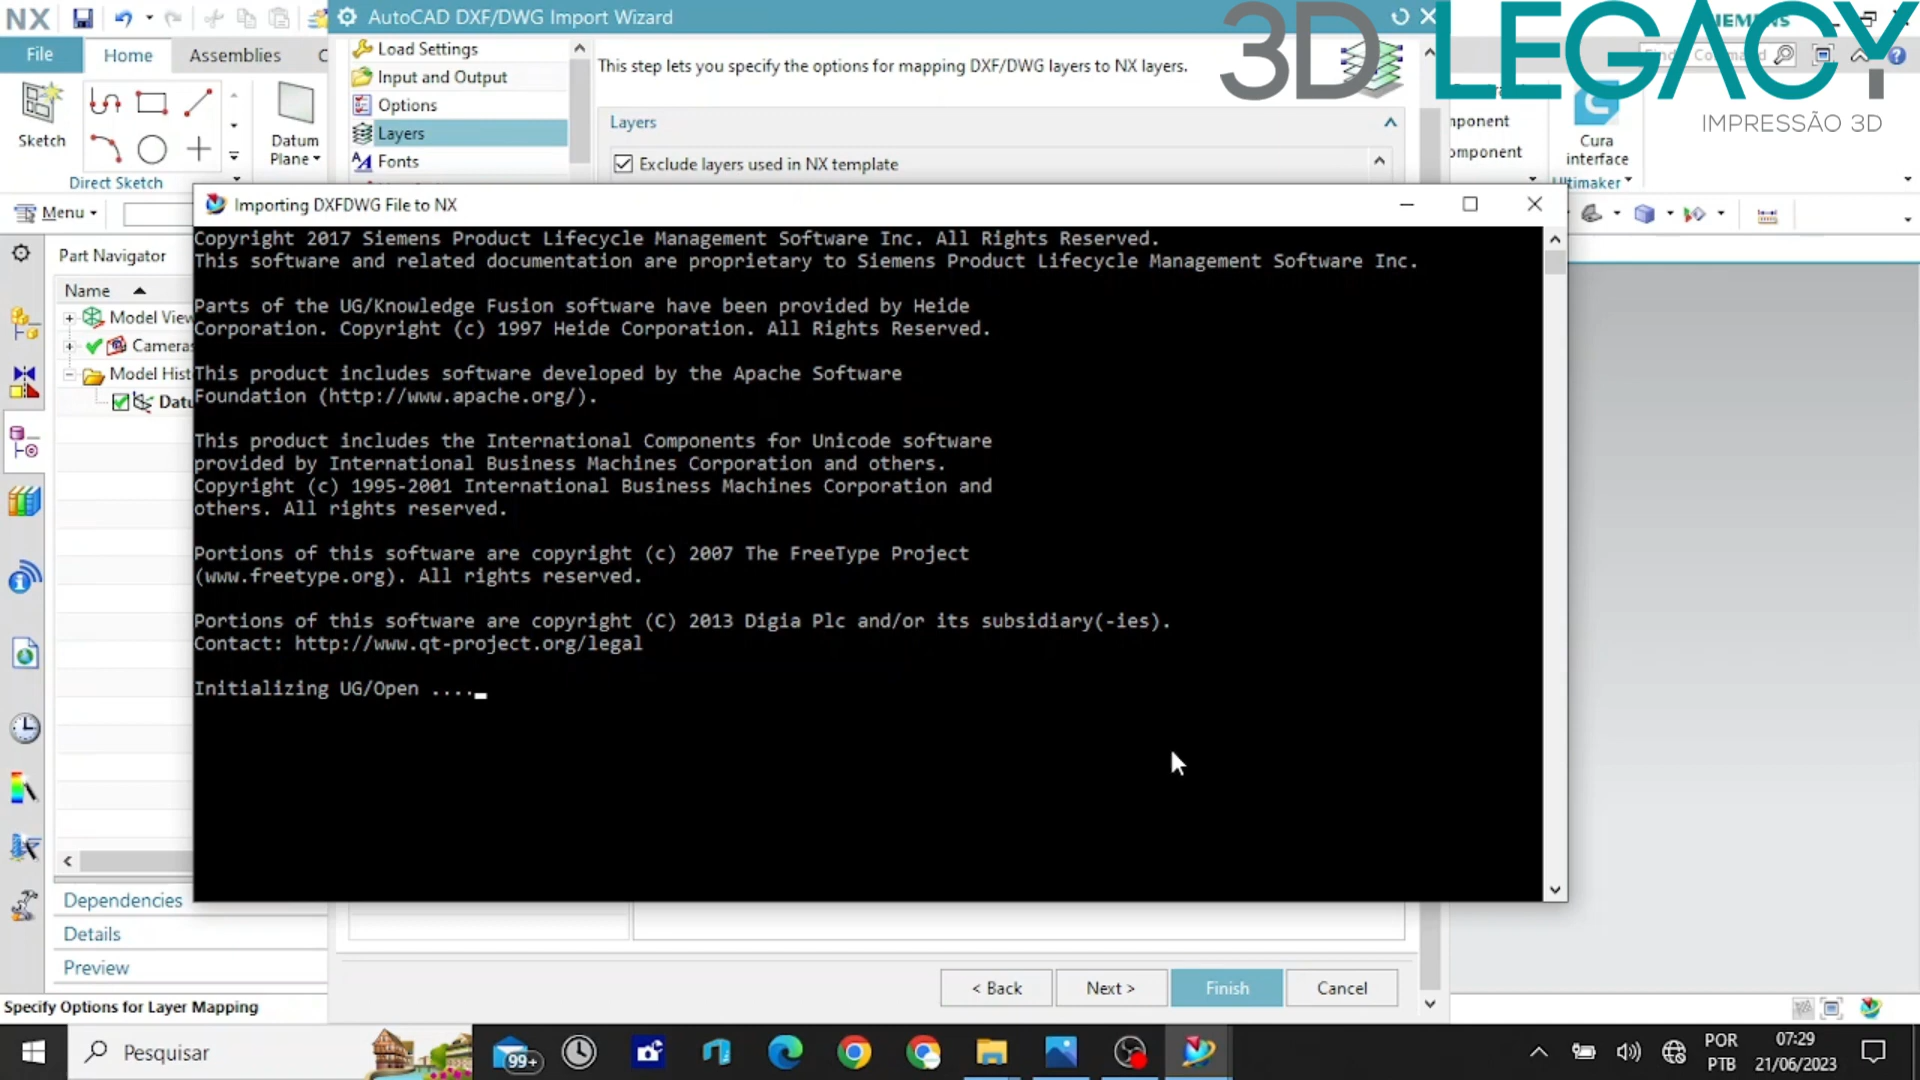 NX
AutoCAD DXF/DWG Import Wizard
3D LEGACY
IMPRESSÃO 3D
File
Home
Assemblies
C
Load Settings
Input and Output
Options
Layers
Fonts
This step lets you specify the options for mapping DXF/DWG layers to NX layers.
Layers
Exclude layers used in NX template
Sketch
Datum
Plane
Direct Sketch
mponent
omponent
Cura
interface
Ultimaker
Menu
Importing DXFDWG File to NX
Part Navigator
Name
Model View
Cameras
Model Hist
Datu
Copyright 2017 Siemens Product Lifecycle Management Software Inc. All Rights Reserved.
This software and related documentation are proprietary to Siemens Product Lifecycle Management Software Inc.
Parts of the UG/Knowledge Fusion software have been provided by Heide
Corporation. Copyright (c) 1997 Heide Corporation. All Rights Reserved.
This product includes software developed by the Apache Software
Foundation (http://www.apache.org/).
This product includes the International Components for Unicode software
provided by International Business Machines Corporation and others.
Copyright (c) 1995-2001 International Business Machines Corporation and
others. All rights reserved.
Portions of this software are copyright (c) 2007 The FreeType Project
(www.freetype.org). All rights reserved.
Portions of this software are copyright (C) 2013 Digia Plc and/or its subsidiary(-ies).
Contact: http://www.qt-project.org/legal
Initializing UG/Open ....
Dependencies
Details
Preview
< Back
Next >
Finish
Cancel
Specify Options for Layer Mapping
Pesquisar
99+
POR
PTB
07:29
21/06/2023